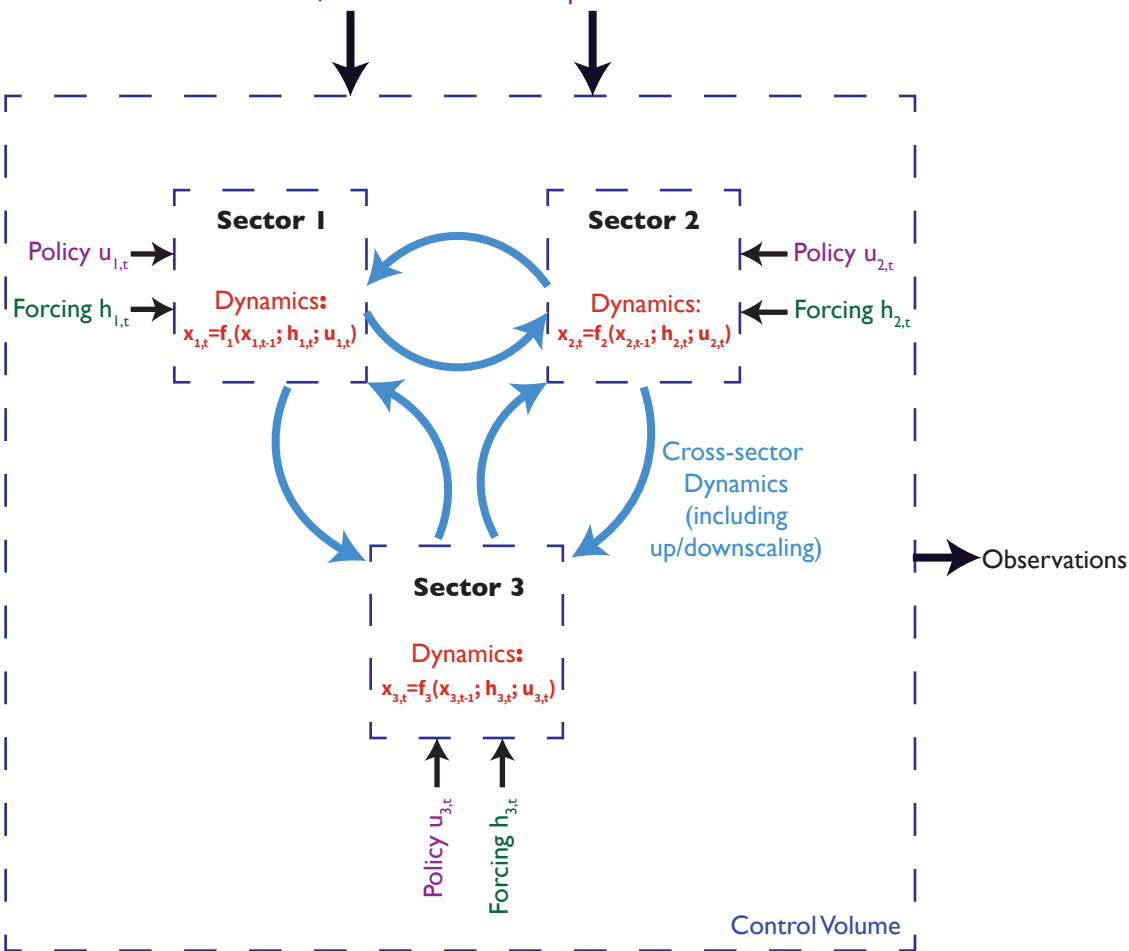 Sector 1
Dynamics:
x1,t=f1(x1,t-1; h1,t; u1,t)
Policy u1,t
Forcing h1,t
Sector 2
Dynamics:
x2,t=f2(x2,t-1; h2,t; u2,t)
Policy u2,t
Forcing h2,t
Cross-sector
Dynamics
(including
up/downscaling)
Observations
Sector 3
Dynamics:
x3,t=f3(x3,t-1; h3,t; u3,t)
Policy u3,t
Forcing h3,t
Control Volume